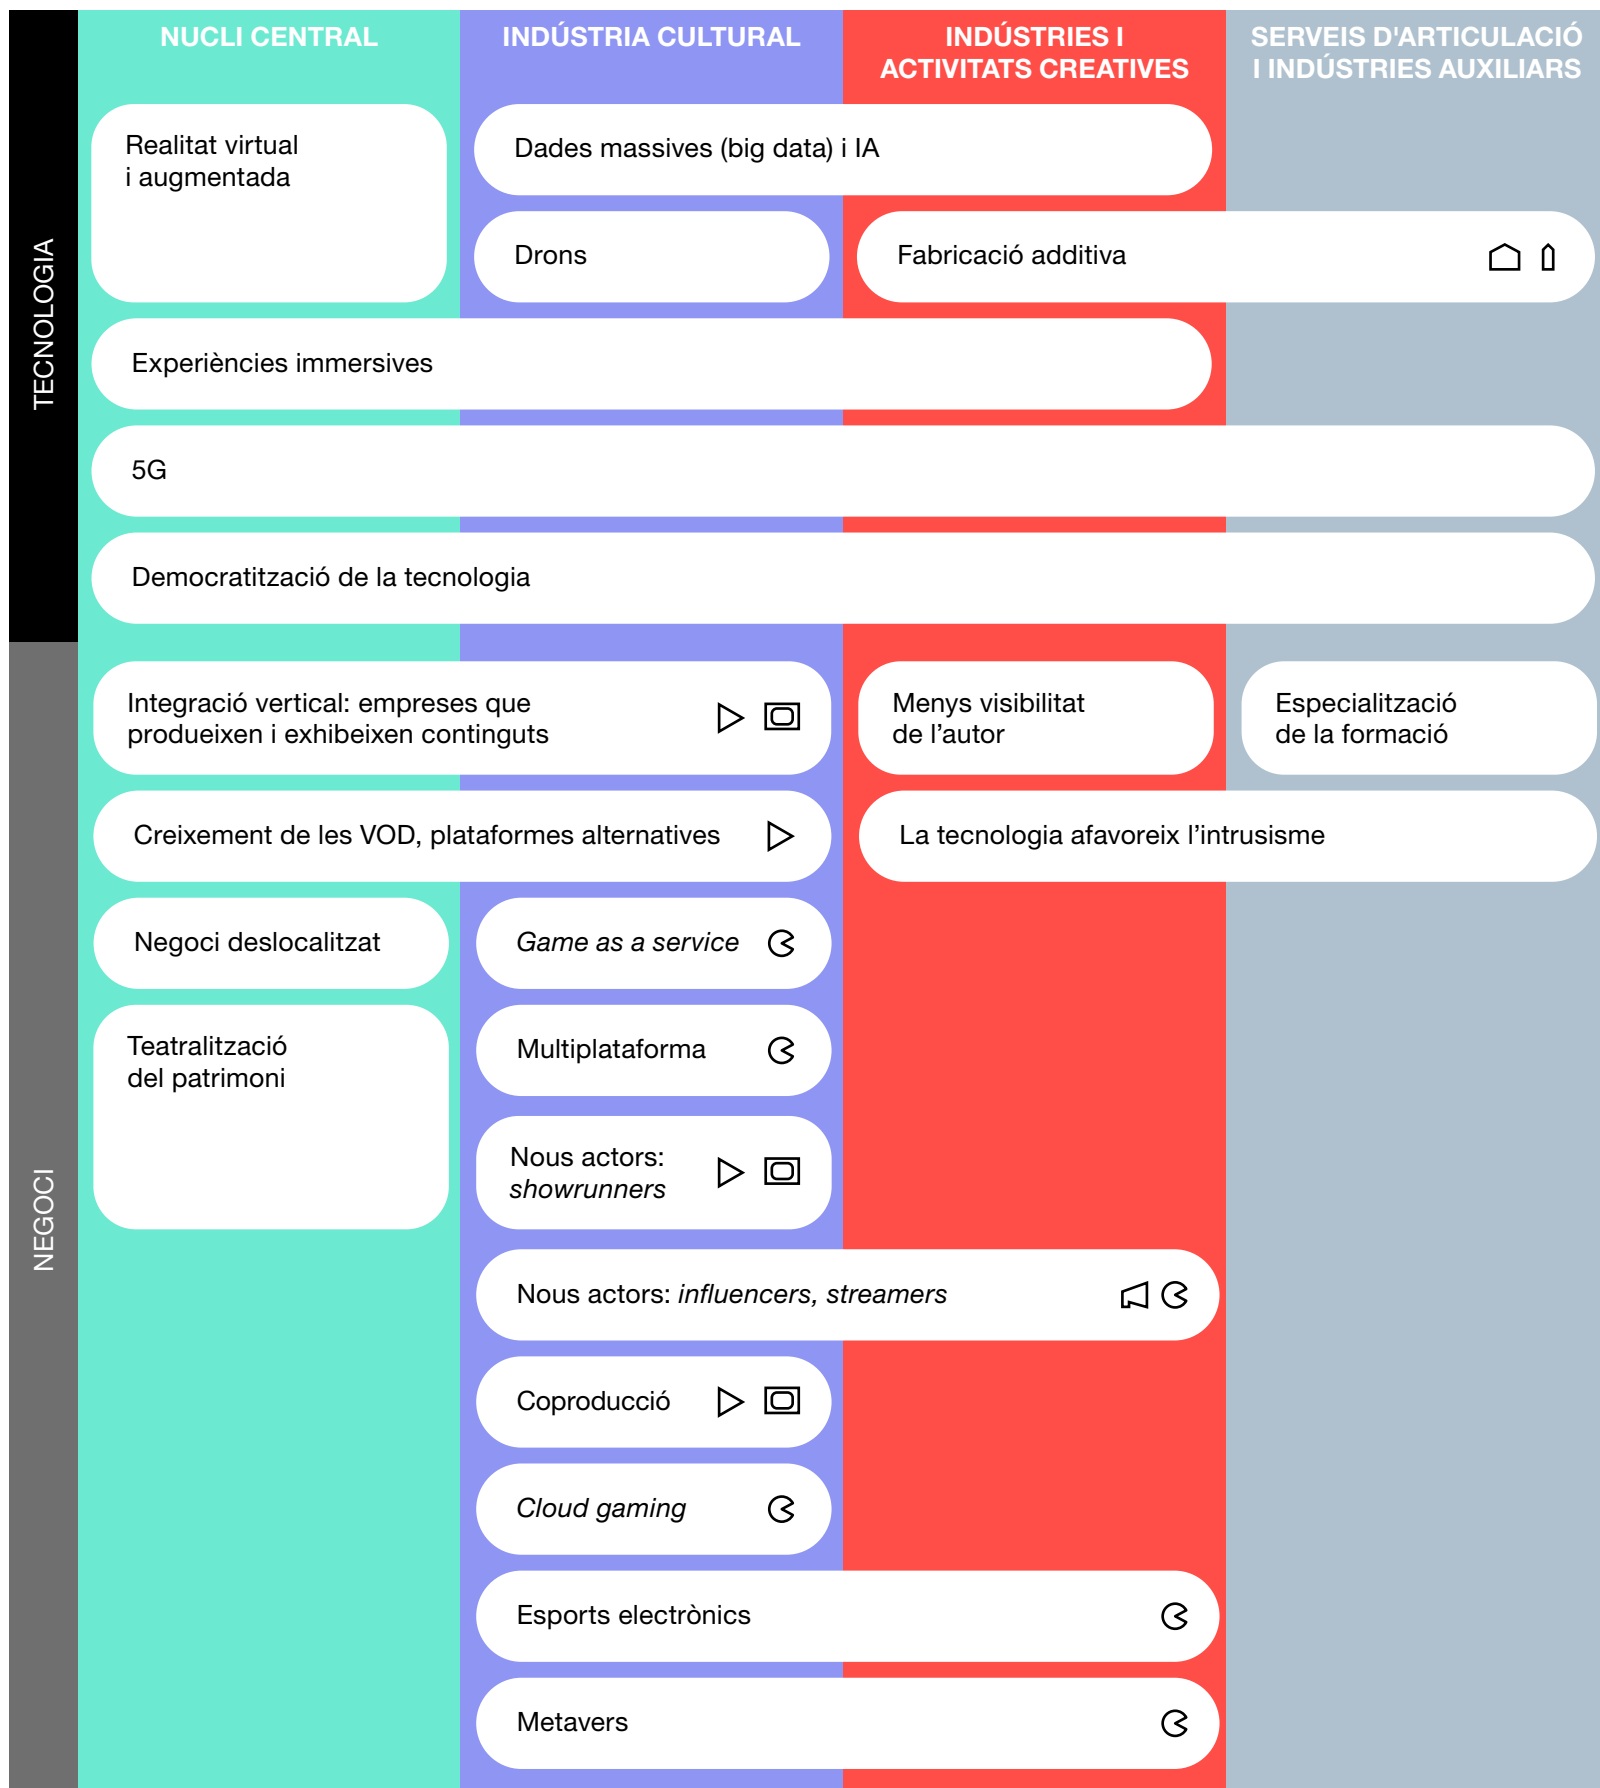 NUCLI CENTRAL
INDÚSTRIA CULTURAL
INDÚSTRIES I
ACTIVITATS CREATIVES
SERVEIS D'ARTICULACIÓ
I INDÚSTRIES AUXILIARS
TECNOLOGIA
Realitat virtual
i augmentada
Dades massives (big data) i IA
Drons
Fabricació additiva
Experiències immersives
5G
Democratització de la tecnologia
NEGOCI
Integració vertical: empreses que
produeixen i exhibeixen continguts
Menys visibilitat
de l’autor
Especialització
de la formació
Creixement de les VOD, plataformes alternatives
La tecnologia afavoreix l’intrusisme
Negoci deslocalitzat
Game as a service
Teatralització
del patrimoni
Multiplataforma
Nous actors:
showrunners
Nous actors: influencers, streamers
Coproducció
Cloud gaming
Esports electrònics
Metavers